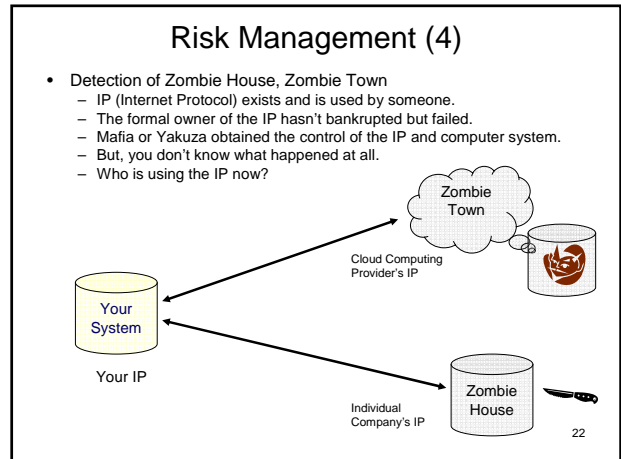 Risk Management (4)
• Detection of Zombie House, Zombie Town
– IP (Internet Protocol) exists and is used by someone.
– The formal owner of the IP hasn't bankrupted but failed.
– Mafia or Yakuza obtained the control of the IP and computer system.
– But, you don't know what happened at all.
– Who is using the IP now?
Zombie
Town
Cloud Computing
Provider's IP
Your
System
Your IP
Zombie
House
Individual
Company's IP
22